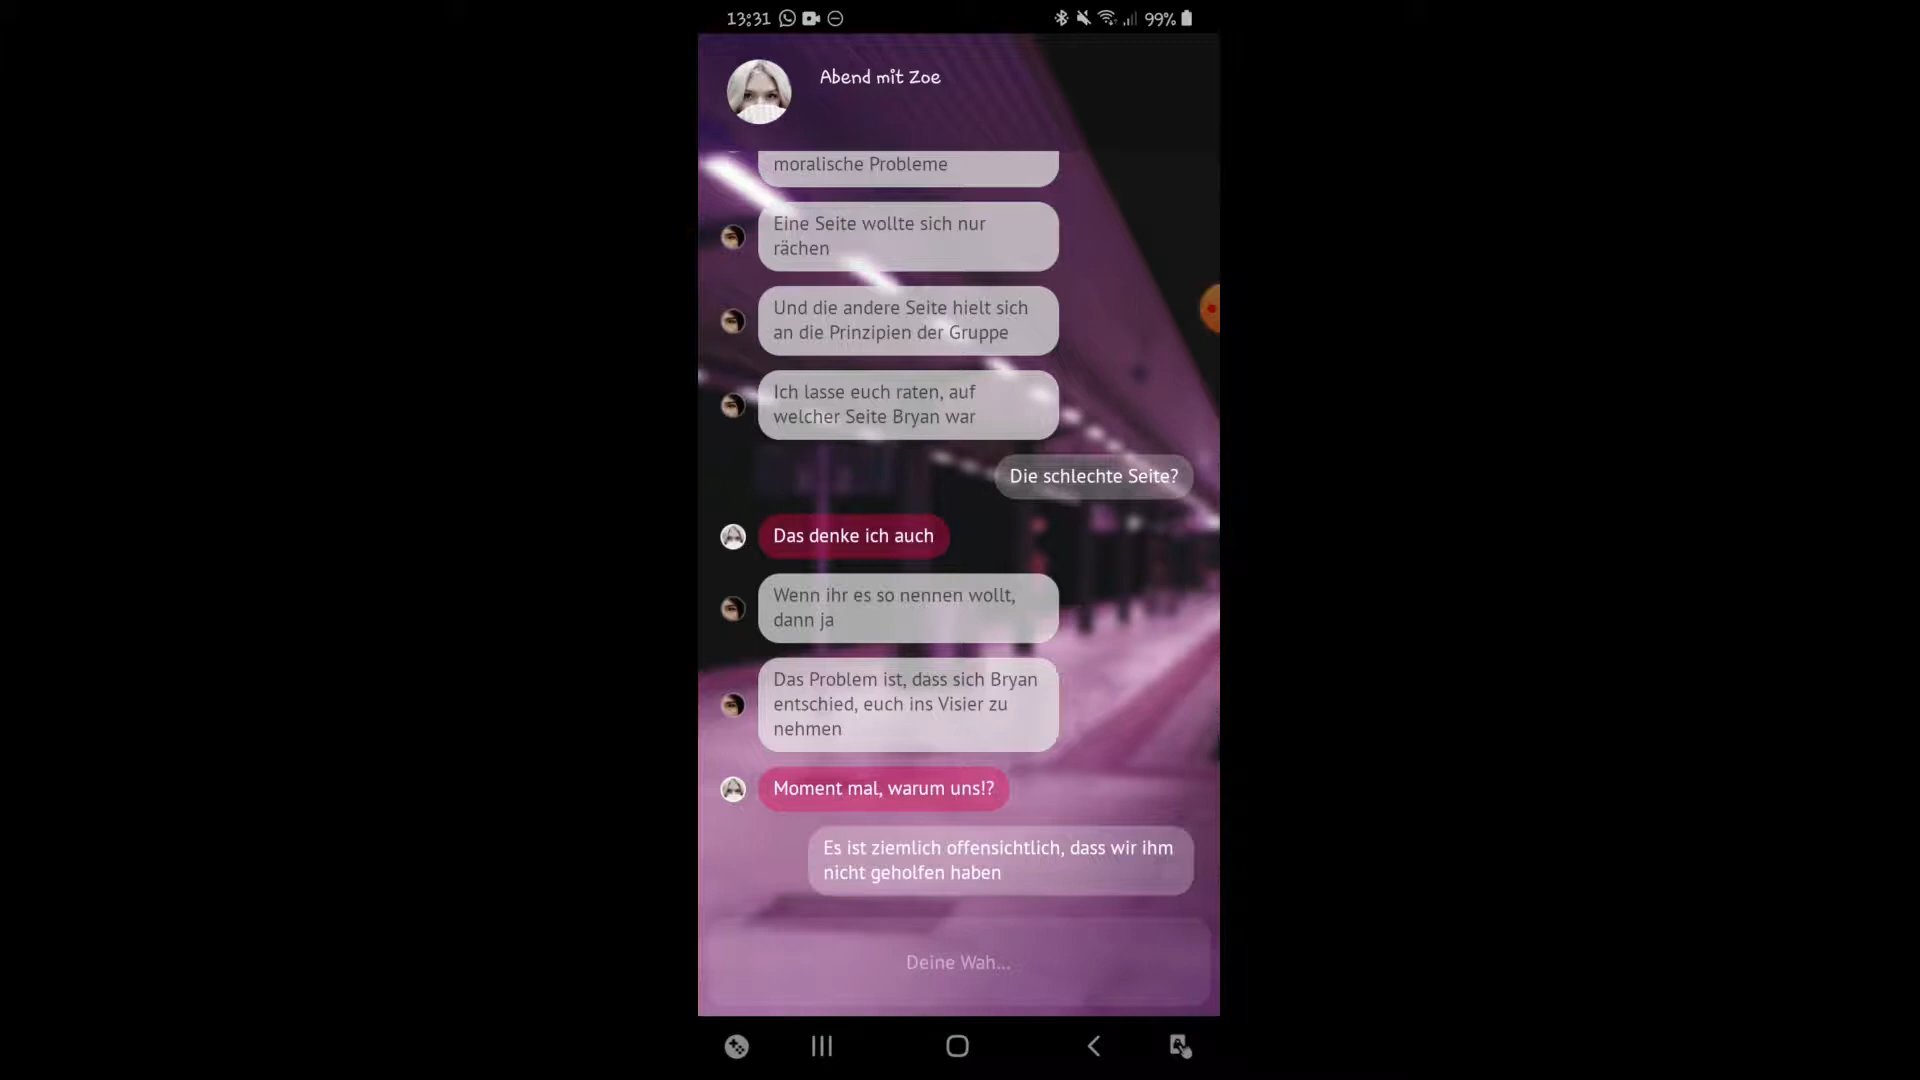 13:31
99%
Abend mit Zoe
moralische Probleme
Eine Seite wollte sich nur
rächen
Und die andere Seite hielt sich
an die Prinzipien der Gruppe
Ich lasse euch raten, auf
welcher Seite Bryan war
Die schlechte Seite?
Das denke ich auch
Wenn ihr es so nennen wollt,
dann ja
Das Problem ist, dass sich Bryan
entschied, euch ins Visier zu
nehmen
Moment mal, warum uns!?
Es ist ziemlich offensichtlich, dass wir ihm
nicht geholfen haben
Deine Wah...